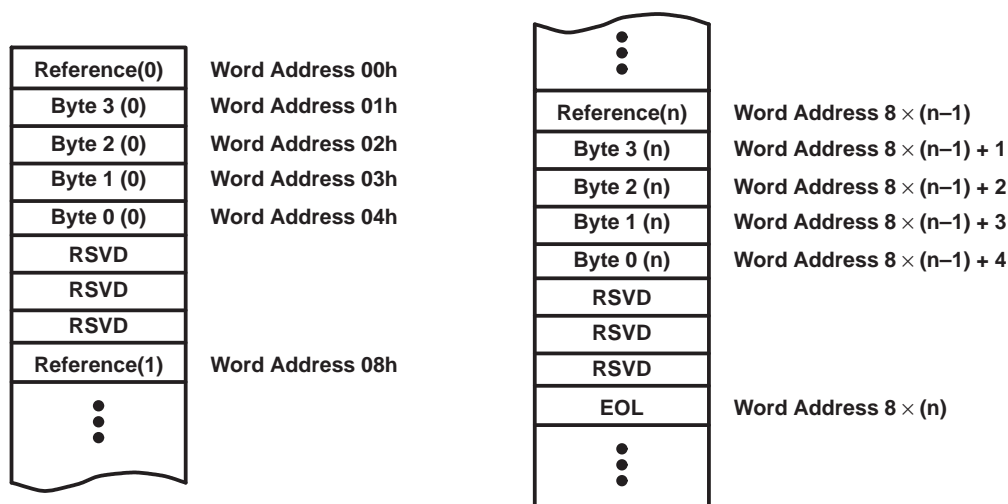 Reference(0) Word Address 00h
Byte 3 (0) Word Address 01h
Byte 2 (0) Word Address 02h
Byte 1 (0) Word Address 03h
Byte 0 (0) Word Address 04h
RSVD
RSVD
RSVD
Reference(1) Word Address 08h
Reference(n) Word Address 8 × (n–1)
Byte 3 (n) Word Address 8 × (n–1) + 1
Byte 2 (n) Word Address 8 × (n–1) + 2
Byte 1 (n) Word Address 8 × (n–1) + 3
Byte 0 (n) Word Address 8 × (n–1) + 4
RSVD
RSVD
RSVD
EOL Word Address 8 × (n)